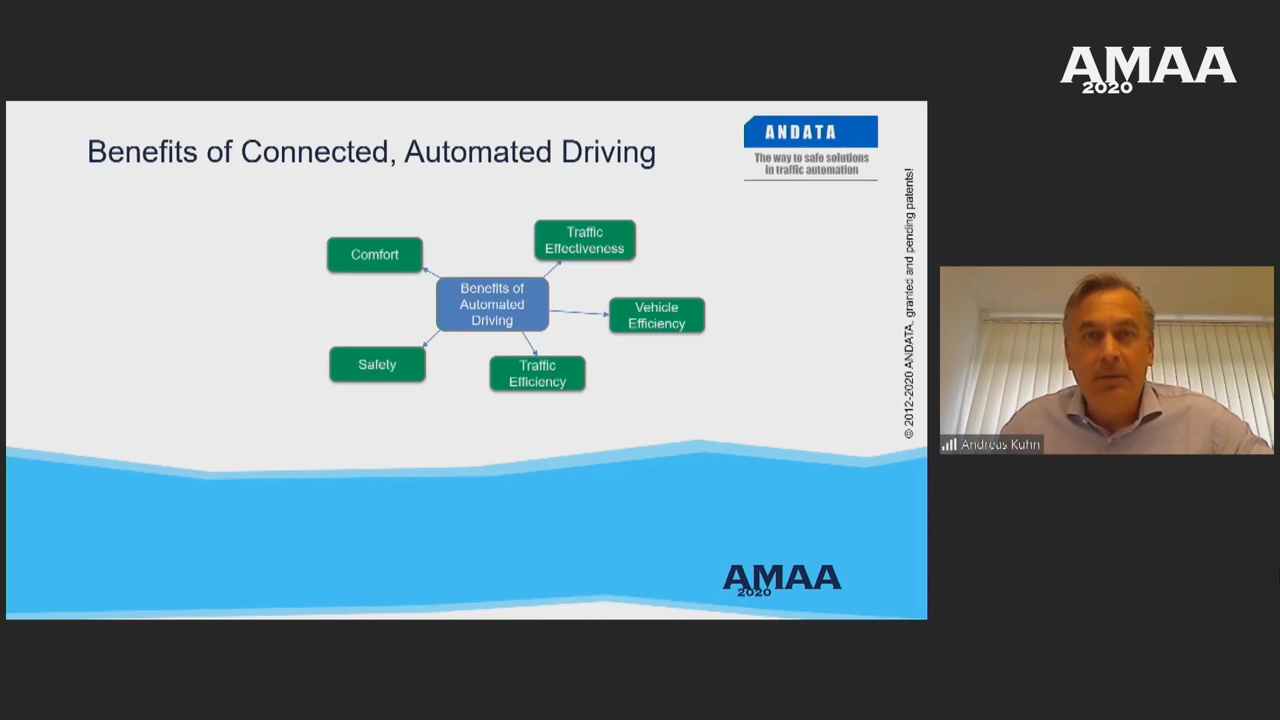 AMAA
2020
Benefits of Connected, Automated Driving
ANDATA
The way to safe solutions
in traffic automation
© 2012-2020 ANDATA, granted and pending patents!
Comfort
Traffic
Effectiveness
Benefits of
Automated
Driving
Vehicle
Efficiency
Safety
Traffic
Efficiency
Andreas Kuhn
AMAA
2020